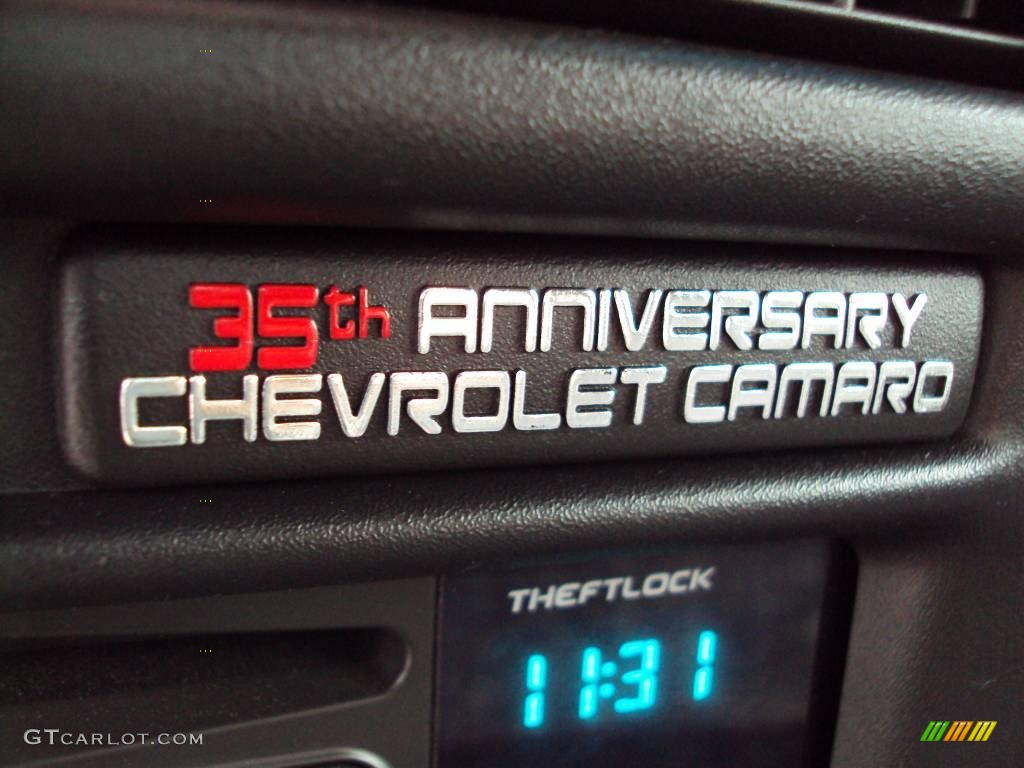 35th ANNIVERSARY
CHEVROLET CAMARO
THEFTLOCK
11:31
GTCARLOT.COM